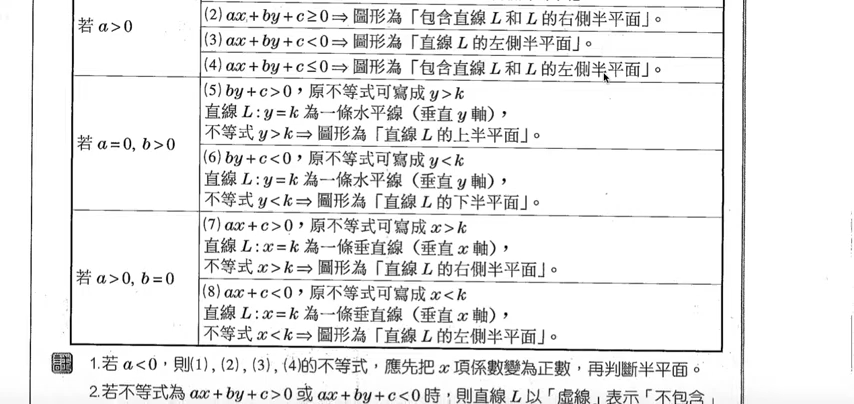 若 a>0
(2) ax+by+c≥0⇒圖形為「包含直線 L 和 L 的右側半平面」。
(3) ax+by+c<0⇒圖形為「直線 L 的左側半平面」。
(4) ax+by+c≤0⇒圖形為「包含直線 L 和 L 的左側半平面」。
若 a=0, b>0
(5) by+c>0,原不等式可寫成 y>k
直線 L:y=k 為一條水平線(垂直 y 軸),
不等式 y>k⇒圖形為「直線 L 的上半平面」。
(6) by+c<0,原不等式可寫成 y<k
直線 L:y=k 為一條水平線(垂直 y 軸),
不等式 y<k⇒圖形為「直線 L 的下半平面」。
若 a>0, b=0
(7) ax+c>0,原不等式可寫成 x>k
直線 L:x=k 為一條垂直線(垂直 x 軸),
不等式 x>k⇒圖形為「直線 L 的右側半平面」。
(8) ax+c<0,原不等式可寫成 x<k
直線 L:x=k 為一條垂直線(垂直 x 軸),
不等式 x<k⇒圖形為「直線 L 的左側半平面」。
註 1.若 a<0,則(1), (2), (3), (4)的不等式,應先把 x 項係數變為正數,再判斷半平面。
2.若不等式為 ax+by+c>0 或 ax+by+c<0 時,則直線 L 以「虛線」表示「不包含」